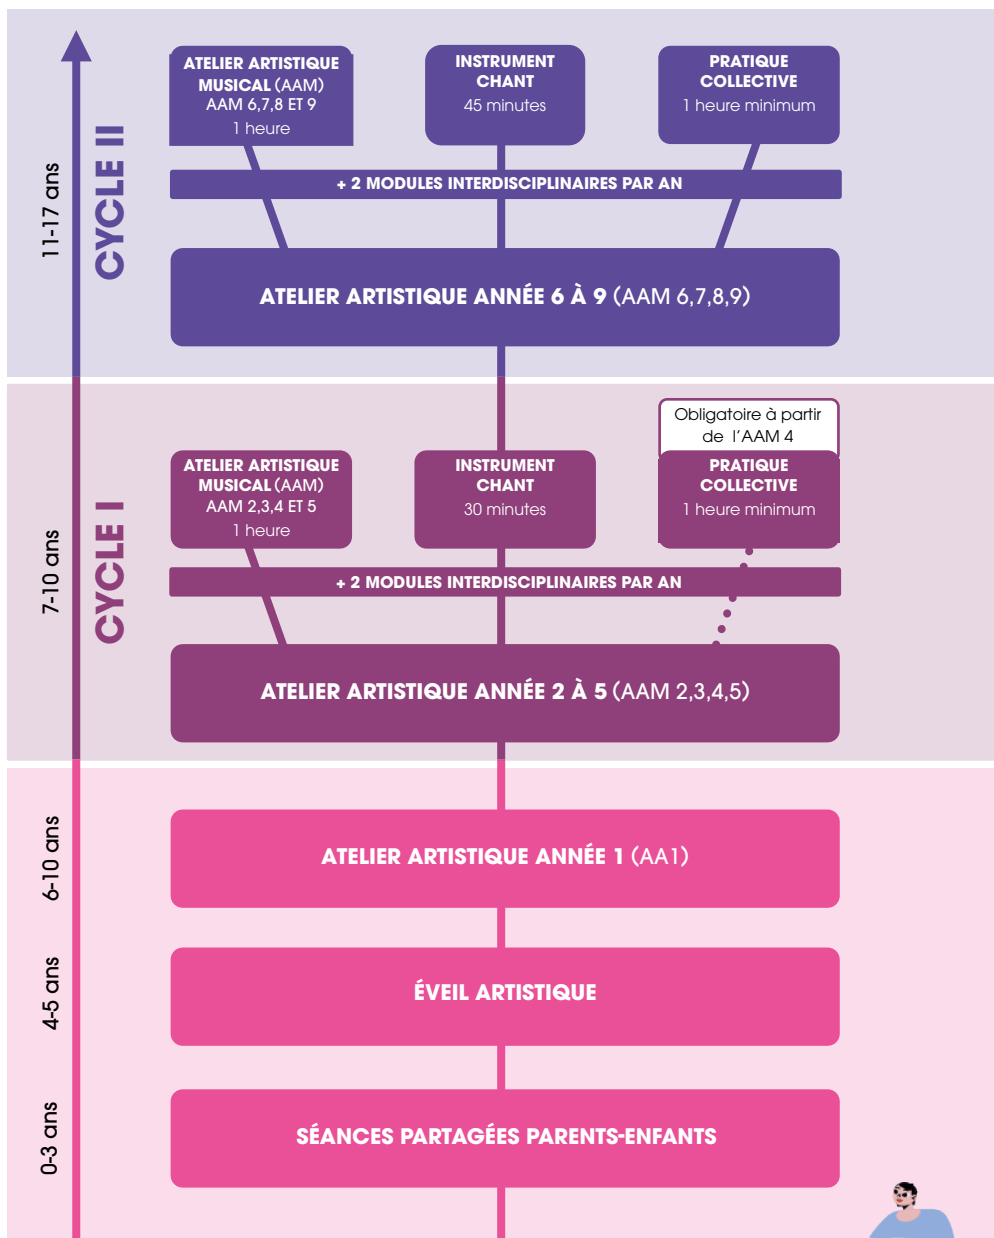 ATELIER ARTISTIQUE
MUSICAL (AAM)
AAM 6,7,8 ET 9
1 heure
INSTRUMENT
CHANT
45 minutes
PRATIQUE
COLLECTIVE
1 heure minimum
+ 2 MODULES INTERDISCIPLINAIRES PAR AN
11-17 ans
CYCLE II
ATELIER ARTISTIQUE ANNÉE 6 À 9 (AAM 6,7,8,9)
Obligatoire à partir
de l'AAM 4
ATELIER ARTISTIQUE
MUSICAL (AAM)
AAM 2,3,4 ET 5
1 heure
INSTRUMENT
CHANT
30 minutes
PRATIQUE
COLLECTIVE
1 heure minimum
+ 2 MODULES INTERDISCIPLINAIRES PAR AN
7-10 ans
CYCLE I
ATELIER ARTISTIQUE ANNÉE 2 À 5 (AAM 2,3,4,5)
6-10 ans
ATELIER ARTISTIQUE ANNÉE 1 (AA1)
4-5 ans
ÉVEIL ARTISTIQUE
0-3 ans
SÉANCES PARTAGÉES PARENTS-ENFANTS